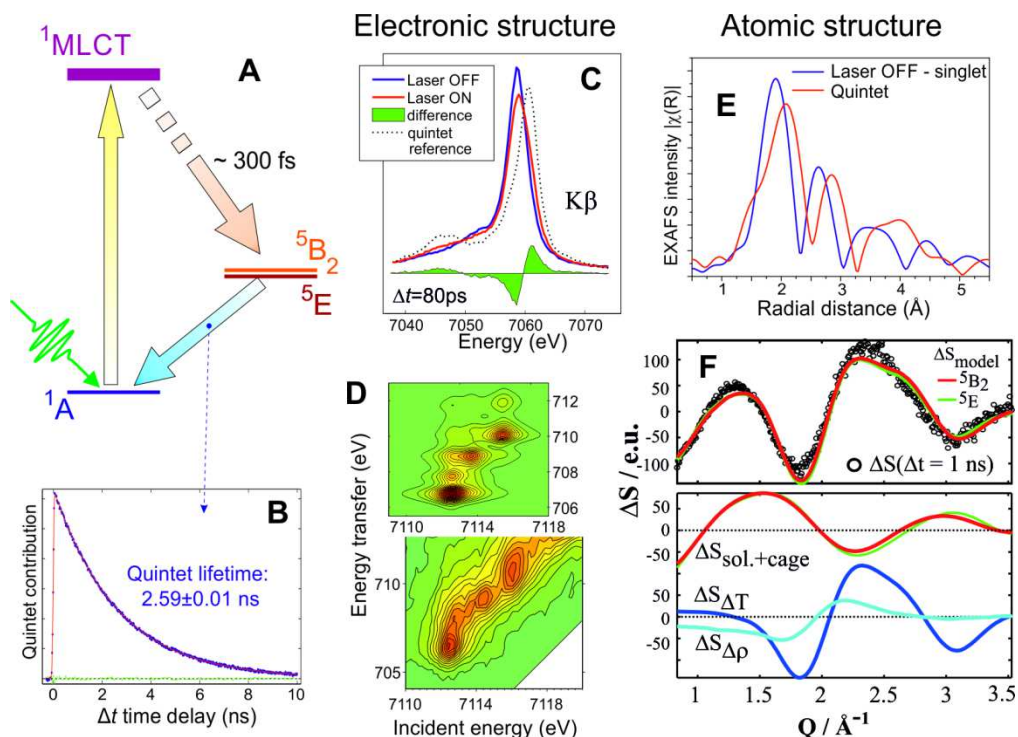 Electronic structure
Atomic structure
A
¹MLCT
~ 300 fs
⁵B₂
⁵E
¹A
B
Quintet contribution
Quintet lifetime:
2.59±0.01 ns
0 2 4 6 8 10
Δt time delay (ns)
C
Laser OFF
Laser ON
difference
quintet
reference
Kβ
Δt=80ps
7040 7050 7060 7070
Energy (eV)
D
Energy transfer (eV)
712
710
708
706
7110 7114 7118
710
705
7110 7114 7118
Incident energy (eV)
E
Laser OFF - singlet
Quintet
EXAFS intensity |χ(R)|
1 2 3 4 5
Radial distance (Å)
F
ΔS / e.u.
100
50
0
-50
-100
ΔSmodel
⁵B₂
⁵E
ΔS(Δt = 1 ns)
50
0
-50
ΔSsol.+cage
50
0
-50
ΔSΔT
ΔSΔρ
1 1.5 2 2.5 3 3.5
Q / Å⁻¹